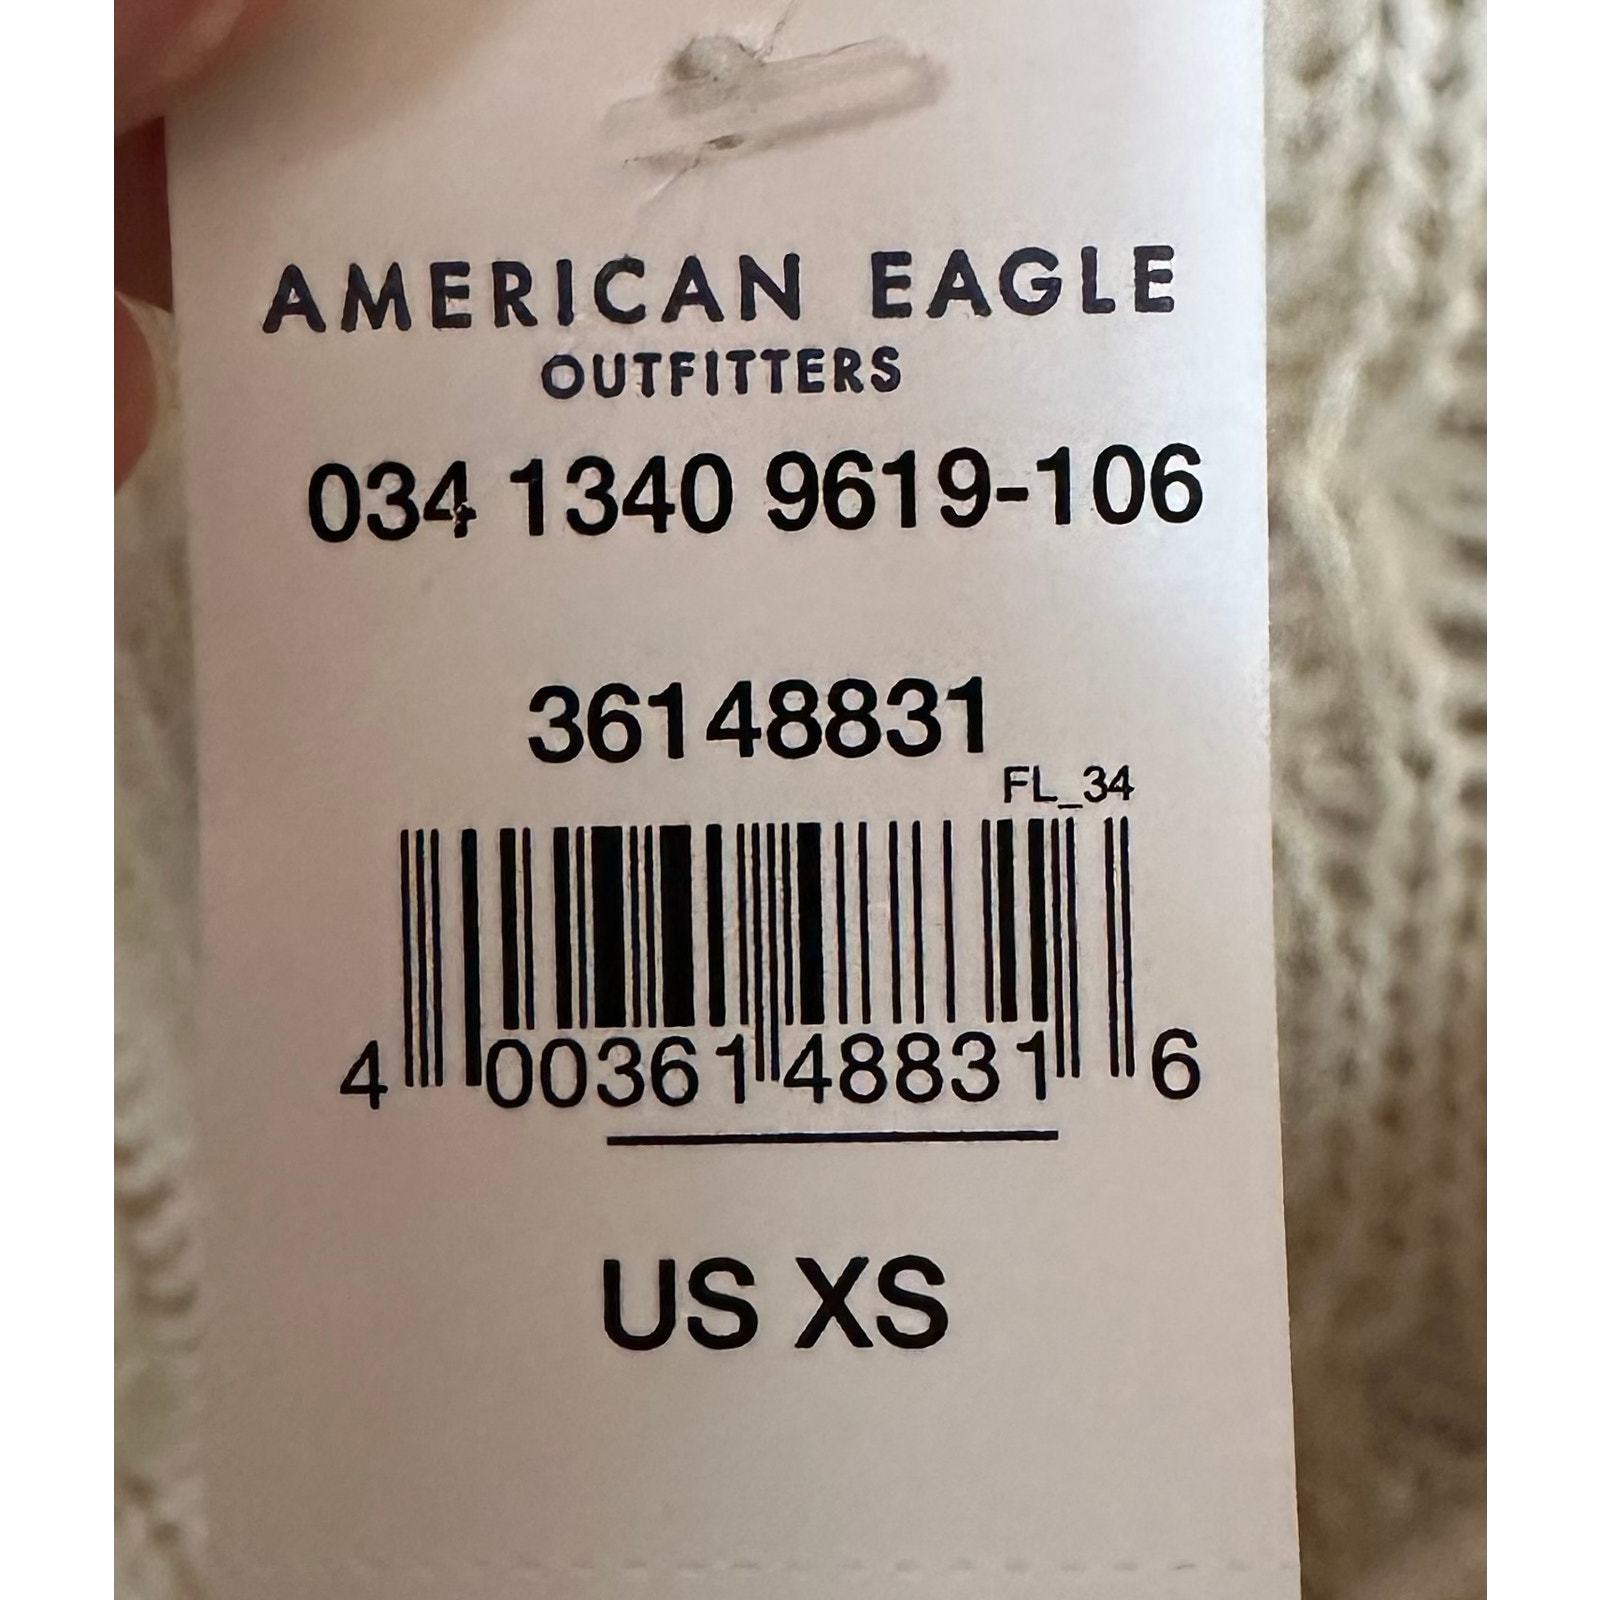 AMERICAN EAGLE
OUTFITTERS
034 1340 9619-106
36148831
FL_34
4 00361 48831 6
US XS